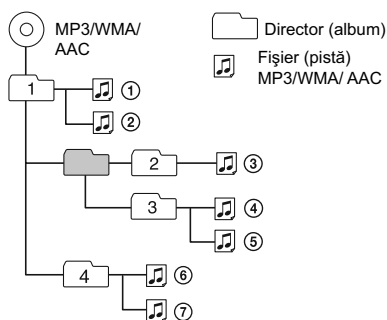 MP3/WMA/
AAC
Director (album)
Fişier (pistă)
MP3/WMA/ AAC
1
①
②
2
③
3
④
⑤
4
⑥
⑦